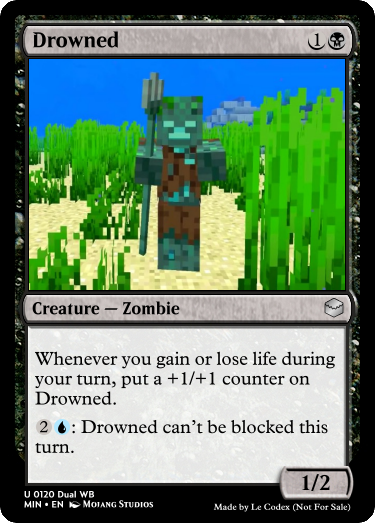 Drowned 1
Creature — Zombie
Whenever you gain or lose life during
your turn, put a +1/+1 counter on
Drowned.
2 : Drowned can't be blocked this
turn.
1/2
U 0120 Dual WB
MIN • EN Mojang Studios
Made by Le Codex (Not For Sale)